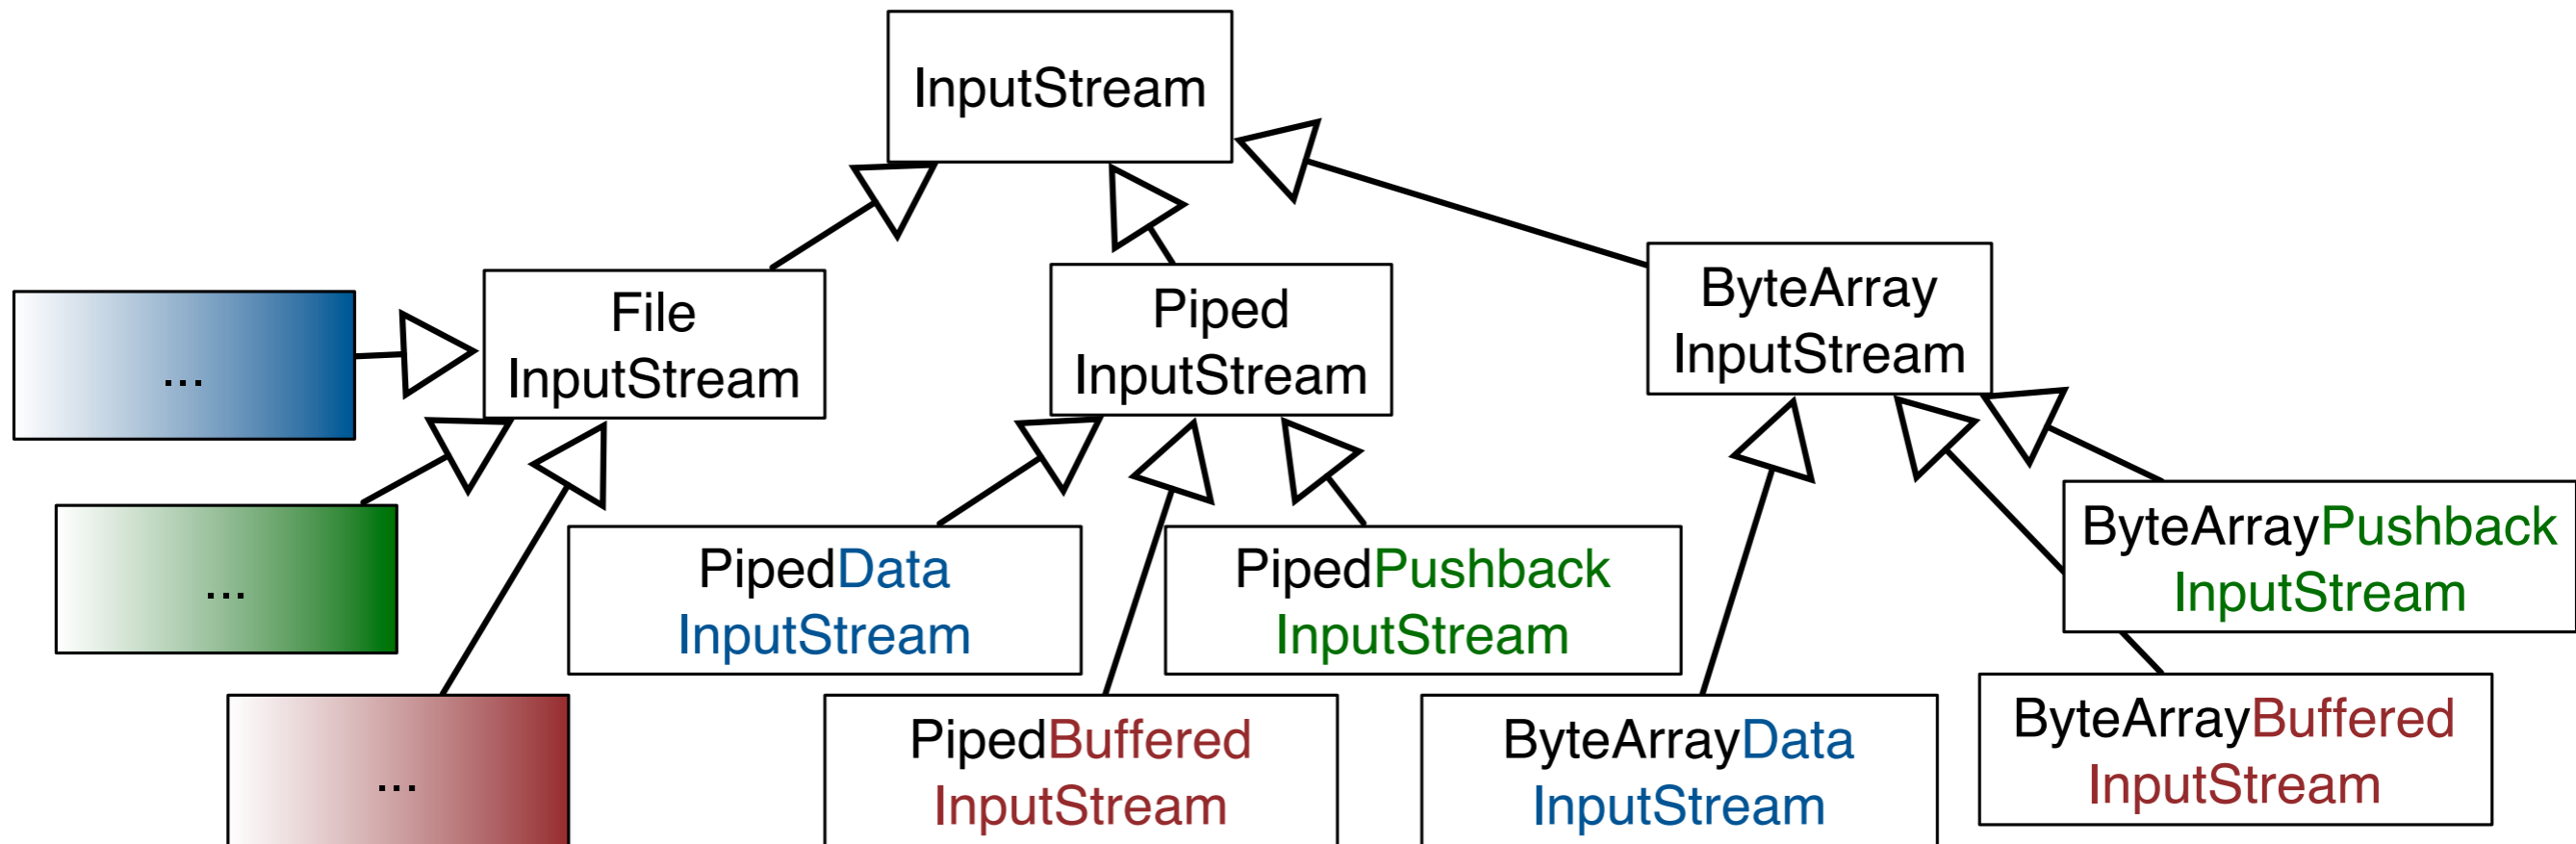 InputStream
File
InputStream
Piped
InputStream
ByteArray
InputStream
...
...
PipedData
InputStream
PipedPushback
InputStream
ByteArrayPushback
InputStream
...
PipedBuffered
InputStream
ByteArrayData
InputStream
ByteArrayBuffered
InputStream